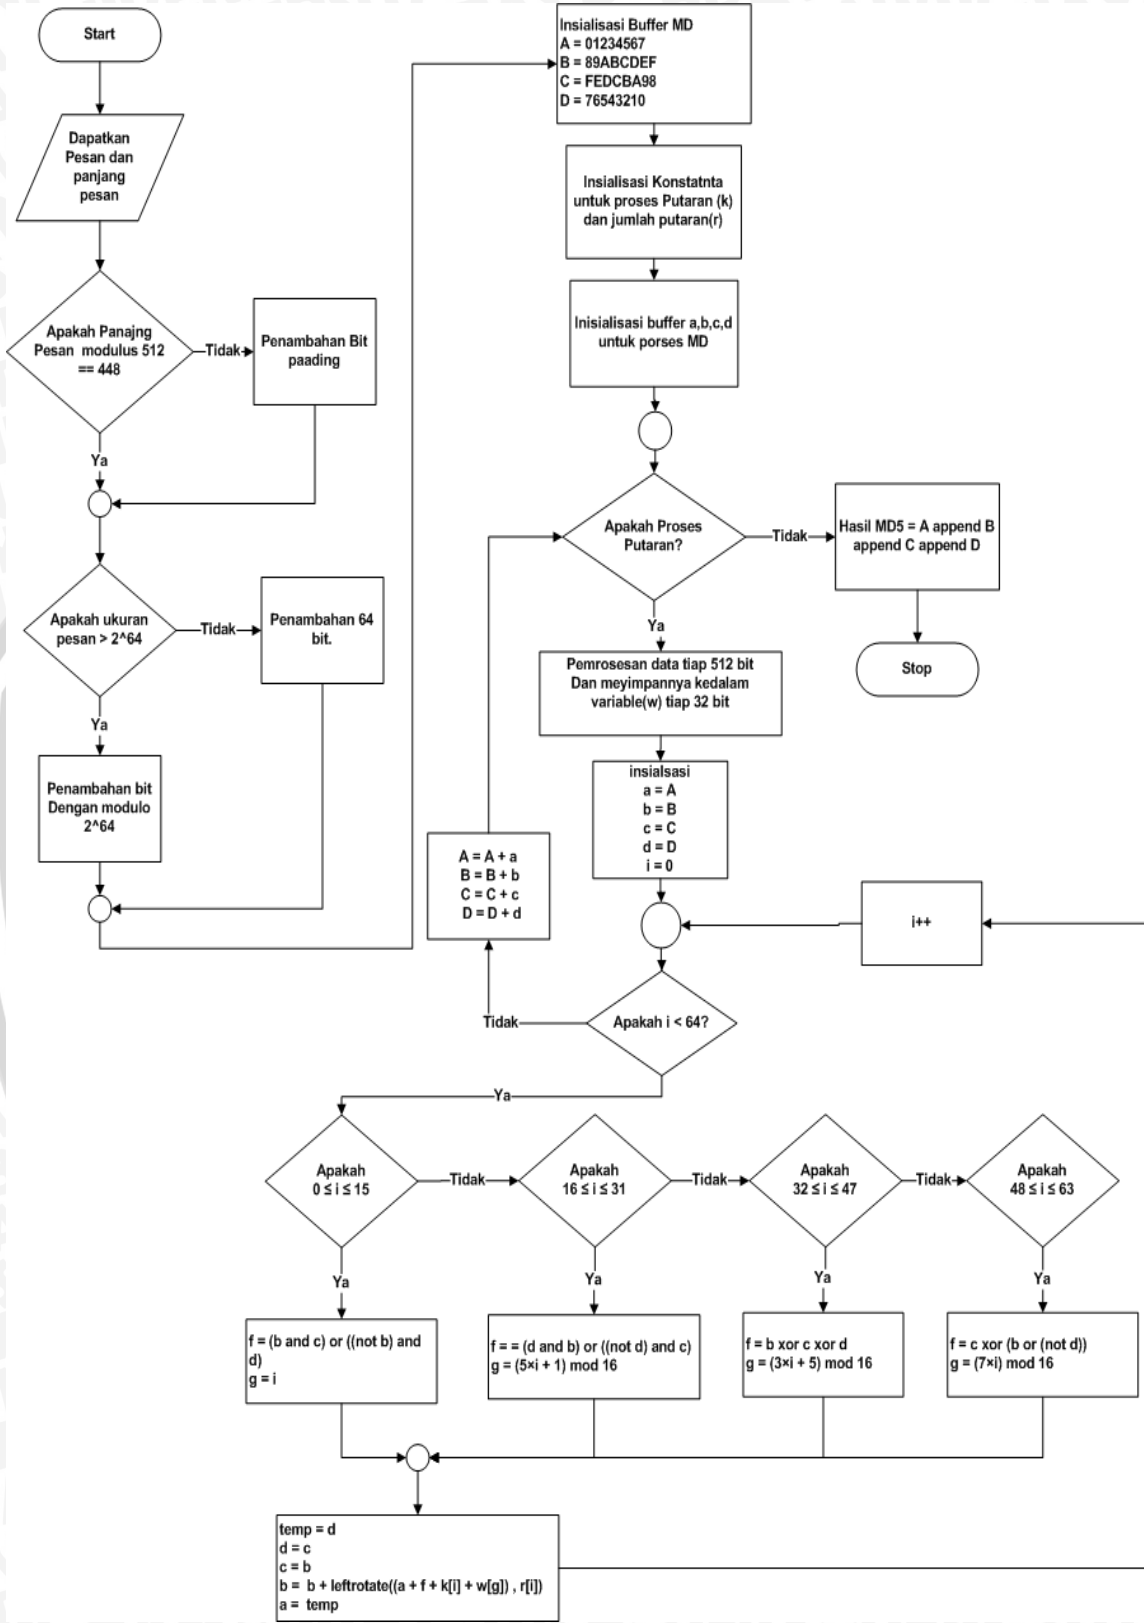 Start
Dapatkan
Pesan dan
panjang
pesan
Apakah Panajng
Pesan modulus 512
== 448
Tidak
Penambahan Bit
paading
Ya
Apakah ukuran
pesan > 2^64
Tidak
Penambahan 64
bit.
Ya
Penambahan bit
Dengan modulo
2^64
Insialisasi Buffer MD
A = 01234567
B = 89ABCDEF
C = FEDCBA98
D = 76543210
Insialisasi Konstatnta
untuk proses Putaran (k)
dan jumlah putaran(r)
Inisialisasi buffer a,b,c,d
untuk porses MD
Apakah Proses
Putaran?
Tidak
Hasil MD5 = A append B
append C append D
Stop
Ya
Pemrosesan data tiap 512 bit
Dan meyimpannya kedalam
variable(w) tiap 32 bit
insialsasi
a = A
b = B
c = C
d = D
i = 0
A = A + a
B = B + b
C = C + c
D = D + d
i++
Apakah i < 64?
Tidak
Ya
Apakah
0 ≤ i ≤ 15
Tidak
Apakah
16 ≤ i ≤ 31
Tidak
Apakah
32 ≤ i ≤ 47
Tidak
Apakah
48 ≤ i ≤ 63
Ya
Ya
Ya
Ya
f = (b and c) or ((not b) and
d)
g = i
f = = (d and b) or ((not d) and c)
g = (5×i + 1) mod 16
f = b xor c xor d
g = (3×i + 5) mod 16
f = c xor (b or (not d))
g = (7×i) mod 16
temp = d
d = c
c = b
b = b + leftrotate((a + f + k[i] + w[g]) , r[i])
a = temp